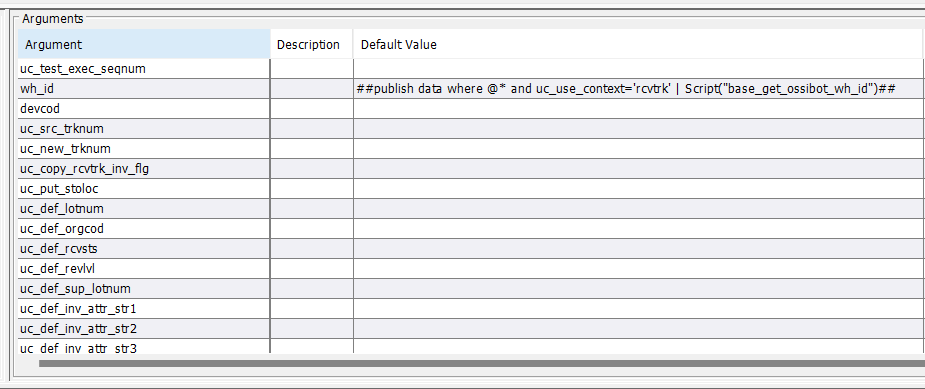 Arguments
Argument Description Default Value
uc_test_exec_seqnum
wh_id ##publish data where @* and uc_use_context='rcvtrk' | Script("base_get_ossibot_wh_id")##
devcod
uc_src_trknum
uc_new_trknum
uc_copy_rcvtrk_inv_flg
uc_put_stoloc
uc_def_lotnum
uc_def_orgcod
uc_def_rcvsts
uc_def_revlvl
uc_def_sup_lotnum
uc_def_inv_attr_str1
uc_def_inv_attr_str2
uc_def_inv_attr_str3